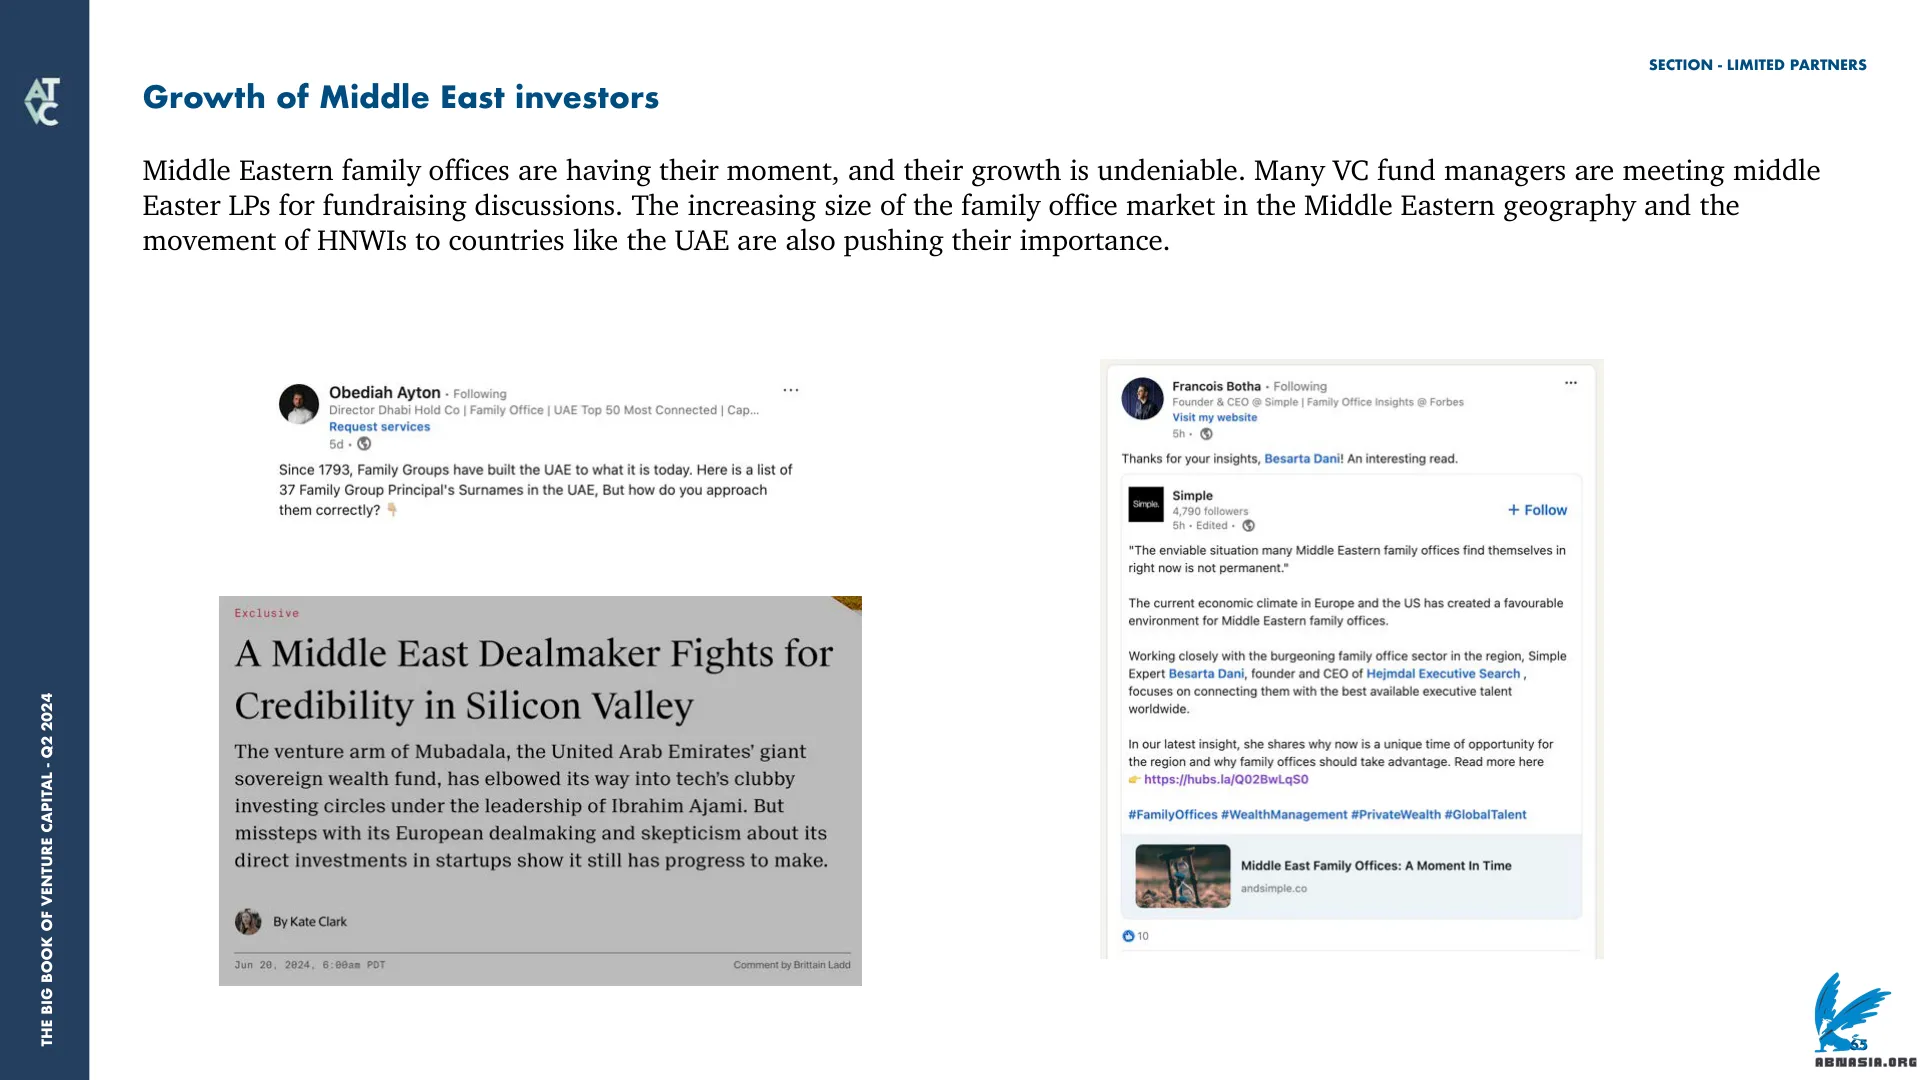 SECTION - LIMITED PARTNERS
AT
VC
Growth of Middle East investors
Middle Eastern family offices are having their moment, and their growth is undeniable. Many VC fund managers are meeting middle
Easter LPs for fundraising discussions. The increasing size of the family office market in the Middle Eastern geography and the
movement of HNWIs to countries like the UAE are also pushing their importance.
Obediah Ayton • Following
Director Dhabi Hold Co | Family Office | UAE Top 50 Most Connected | Cap...
Request services
5d •
Since 1793, Family Groups have built the UAE to what it is today. Here is a list of
37 Family Group Principal's Surnames in the UAE, But how do you approach
them correctly? 👇🏻
Exclusive
A Middle East Dealmaker Fights for
Credibility in Silicon Valley
The venture arm of Mubadala, the United Arab Emirates’ giant
sovereign wealth fund, has elbowed its way into tech’s clubby
investing circles under the leadership of Ibrahim Ajami. But
missteps with its European dealmaking and skepticism about its
direct investments in startups show it still has progress to make.
By Kate Clark
Jun 20, 2024, 6:00am PDT
Comment by Brittain Ladd
Francois Botha • Following
Founder & CEO @ Simple | Family Office Insights @ Forbes
Visit my website
5h •
Thanks for your insights, Besarta Dani! An interesting read.
Simple.
Simple
4,790 followers
5h • Edited •
+ Follow
"The enviable situation many Middle Eastern family offices find themselves in
right now is not permanent."
The current economic climate in Europe and the US has created a favourable
environment for Middle Eastern family offices.
Working closely with the burgeoning family office sector in the region, Simple
Expert Besarta Dani, founder and CEO of Hejmdal Executive Search ,
focuses on connecting them with the best available executive talent
worldwide.
In our latest insight, she shares why now is a unique time of opportunity for
the region and why family offices should take advantage. Read more here
👉 https://hubs.la/Q02BwLqS0
#FamilyOffices #WealthManagement #PrivateWealth #GlobalTalent
Middle East Family Offices: A Moment In Time
andsimple.co
10
THE BIG BOOK OF VENTURE CAPITAL - Q2 2024
65
ABNASIA.ORG